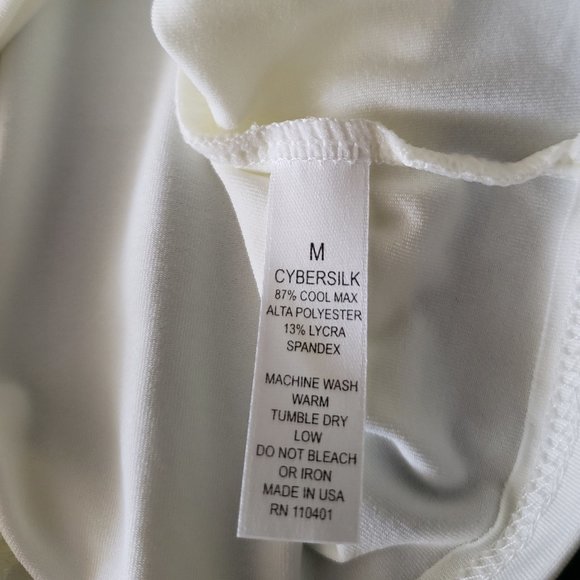 M
CYBERSILK
87% COOL MAX
ALTA POLYESTER
13% LYCRA
SPANDEX
MACHINE WASH
WARM
TUMBLE DRY
LOW
DO NOT BLEACH
OR IRON
MADE IN USA
RN 110401